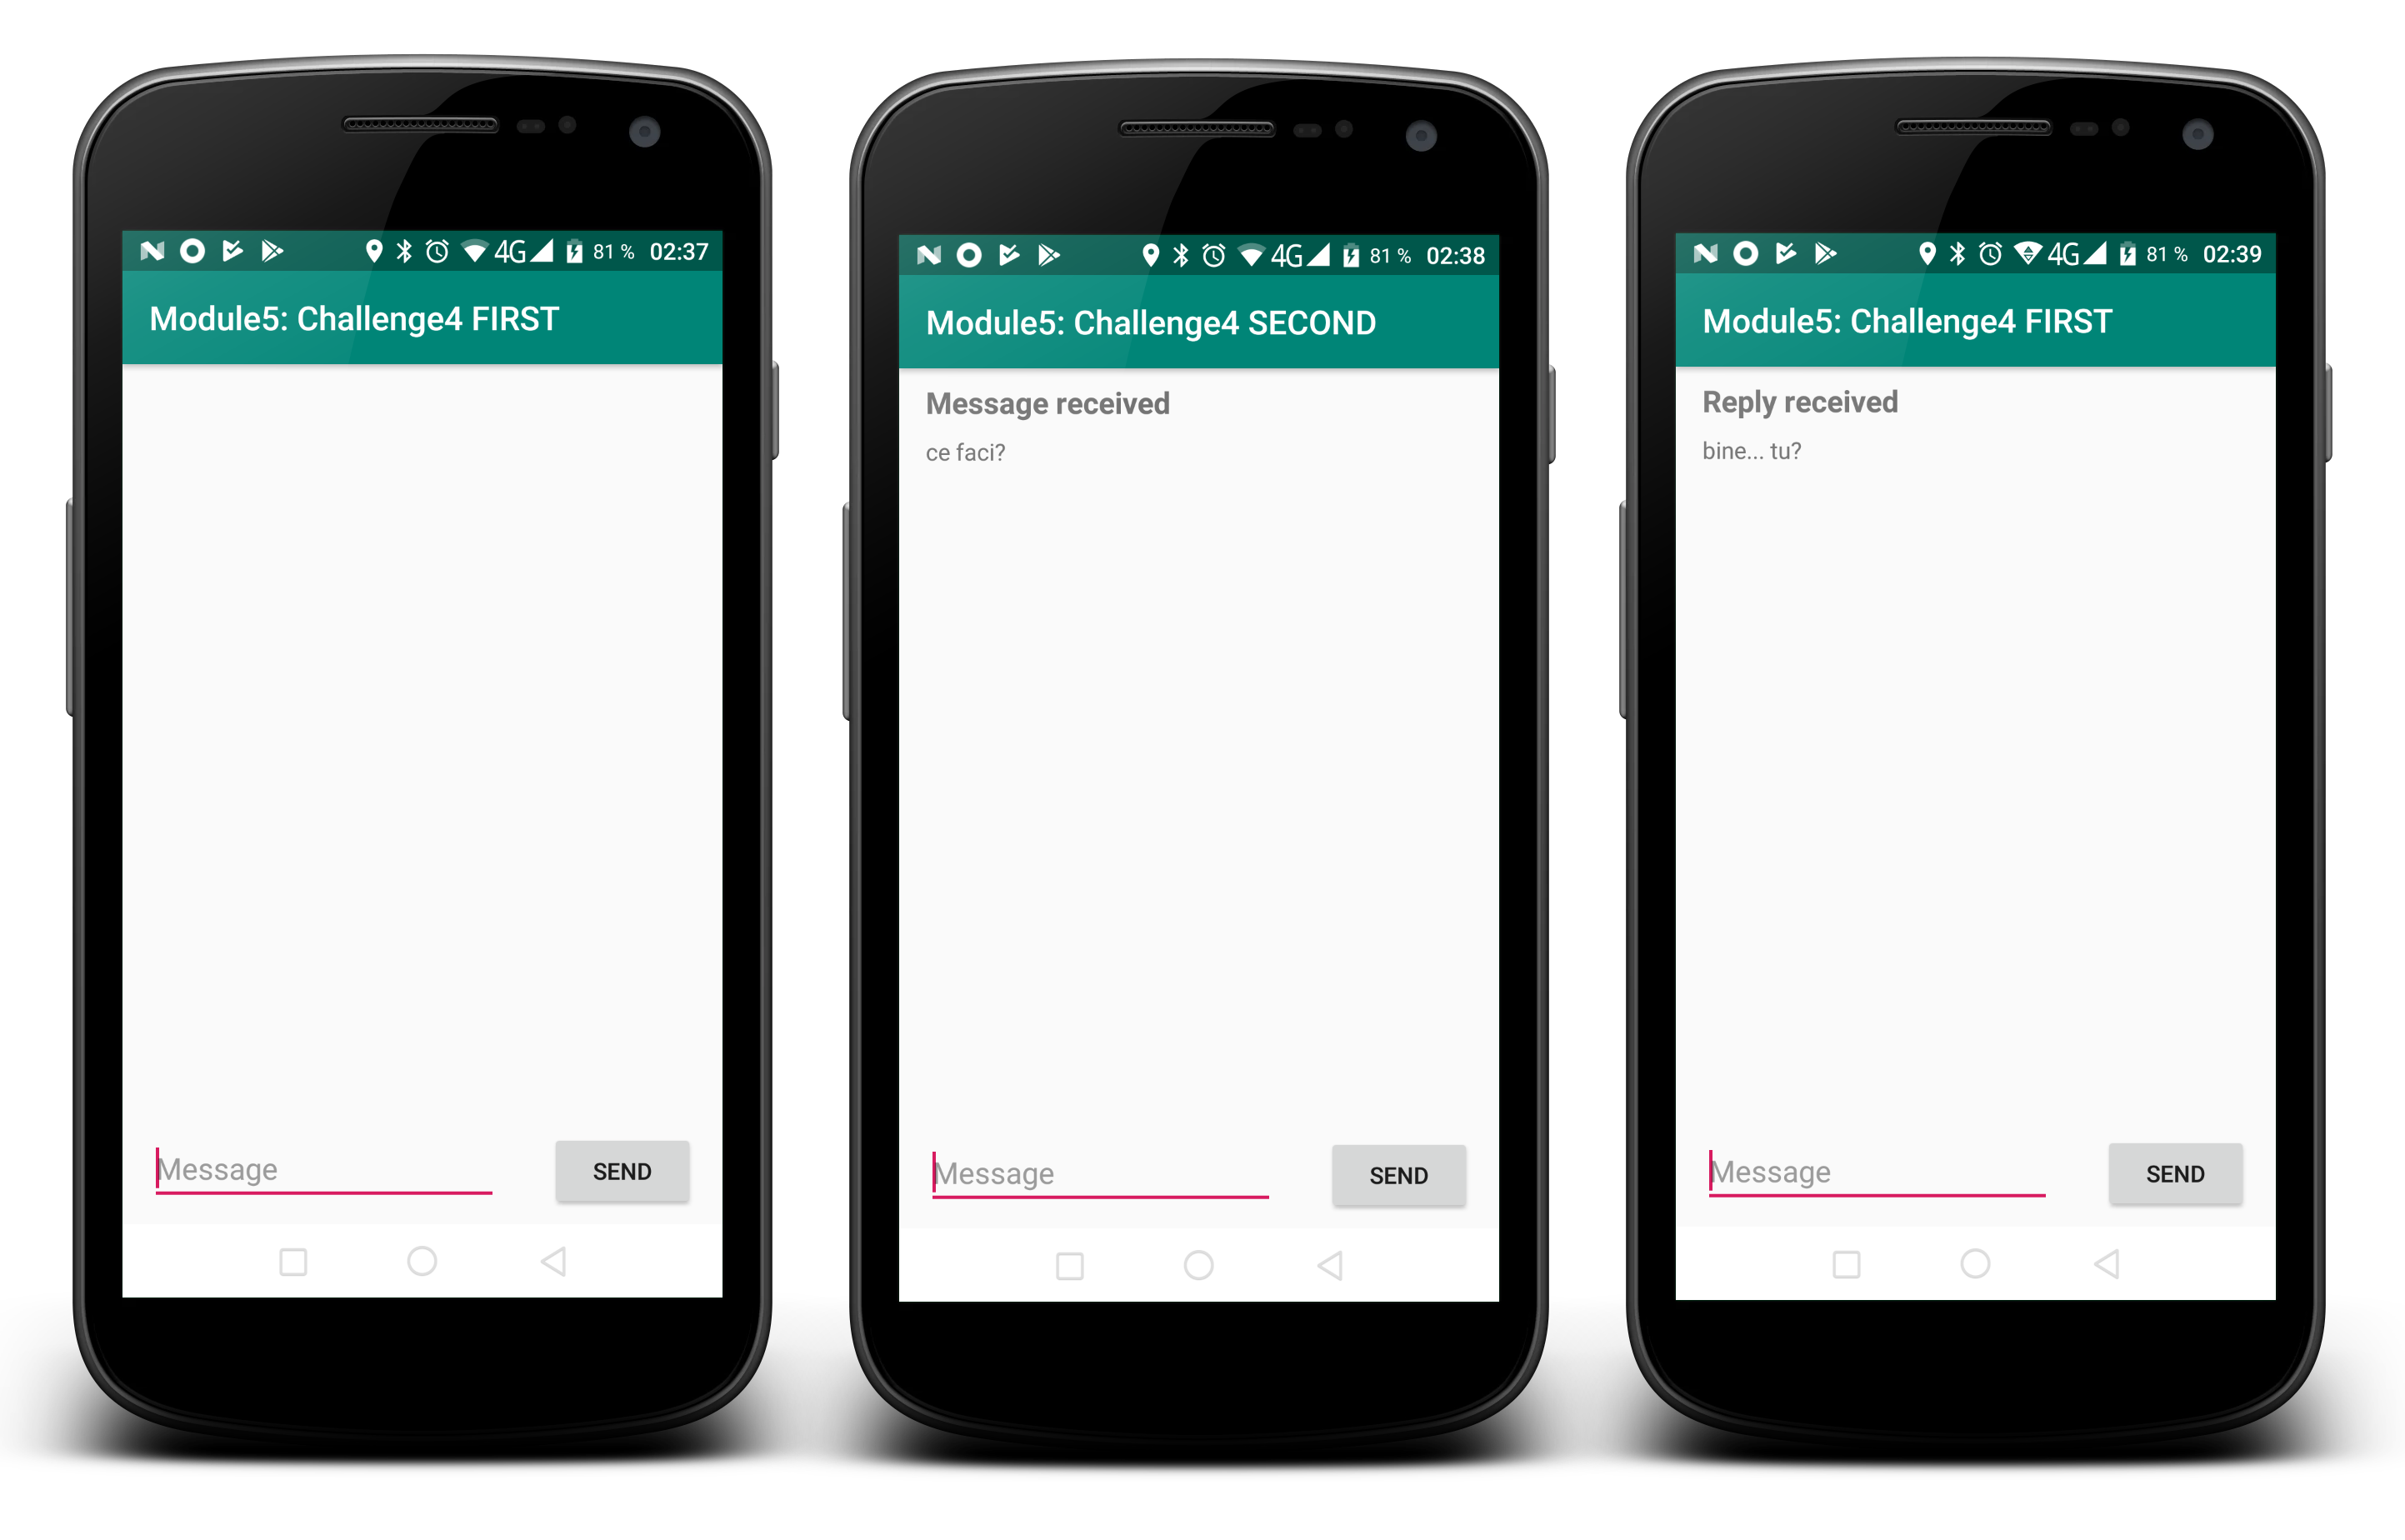 4G 81 % 02:37
Module5: Challenge4 FIRST
Message
SEND
4G 81 % 02:38
Module5: Challenge4 SECOND
Message received
ce faci?
Message
SEND
4G 81 % 02:39
Module5: Challenge4 FIRST
Reply received
bine... tu?
Message
SEND